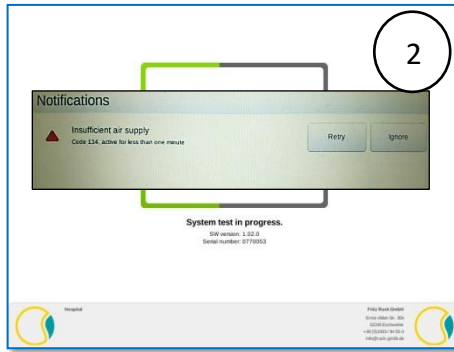 2
Notifications
Insufficient air supply
Code 134, active for less than one minute
Retry
Ignore
System test in progress.
SW version: 1.02.0
Serial number: 0770053
Hospital
Fritz Ruck GmbH